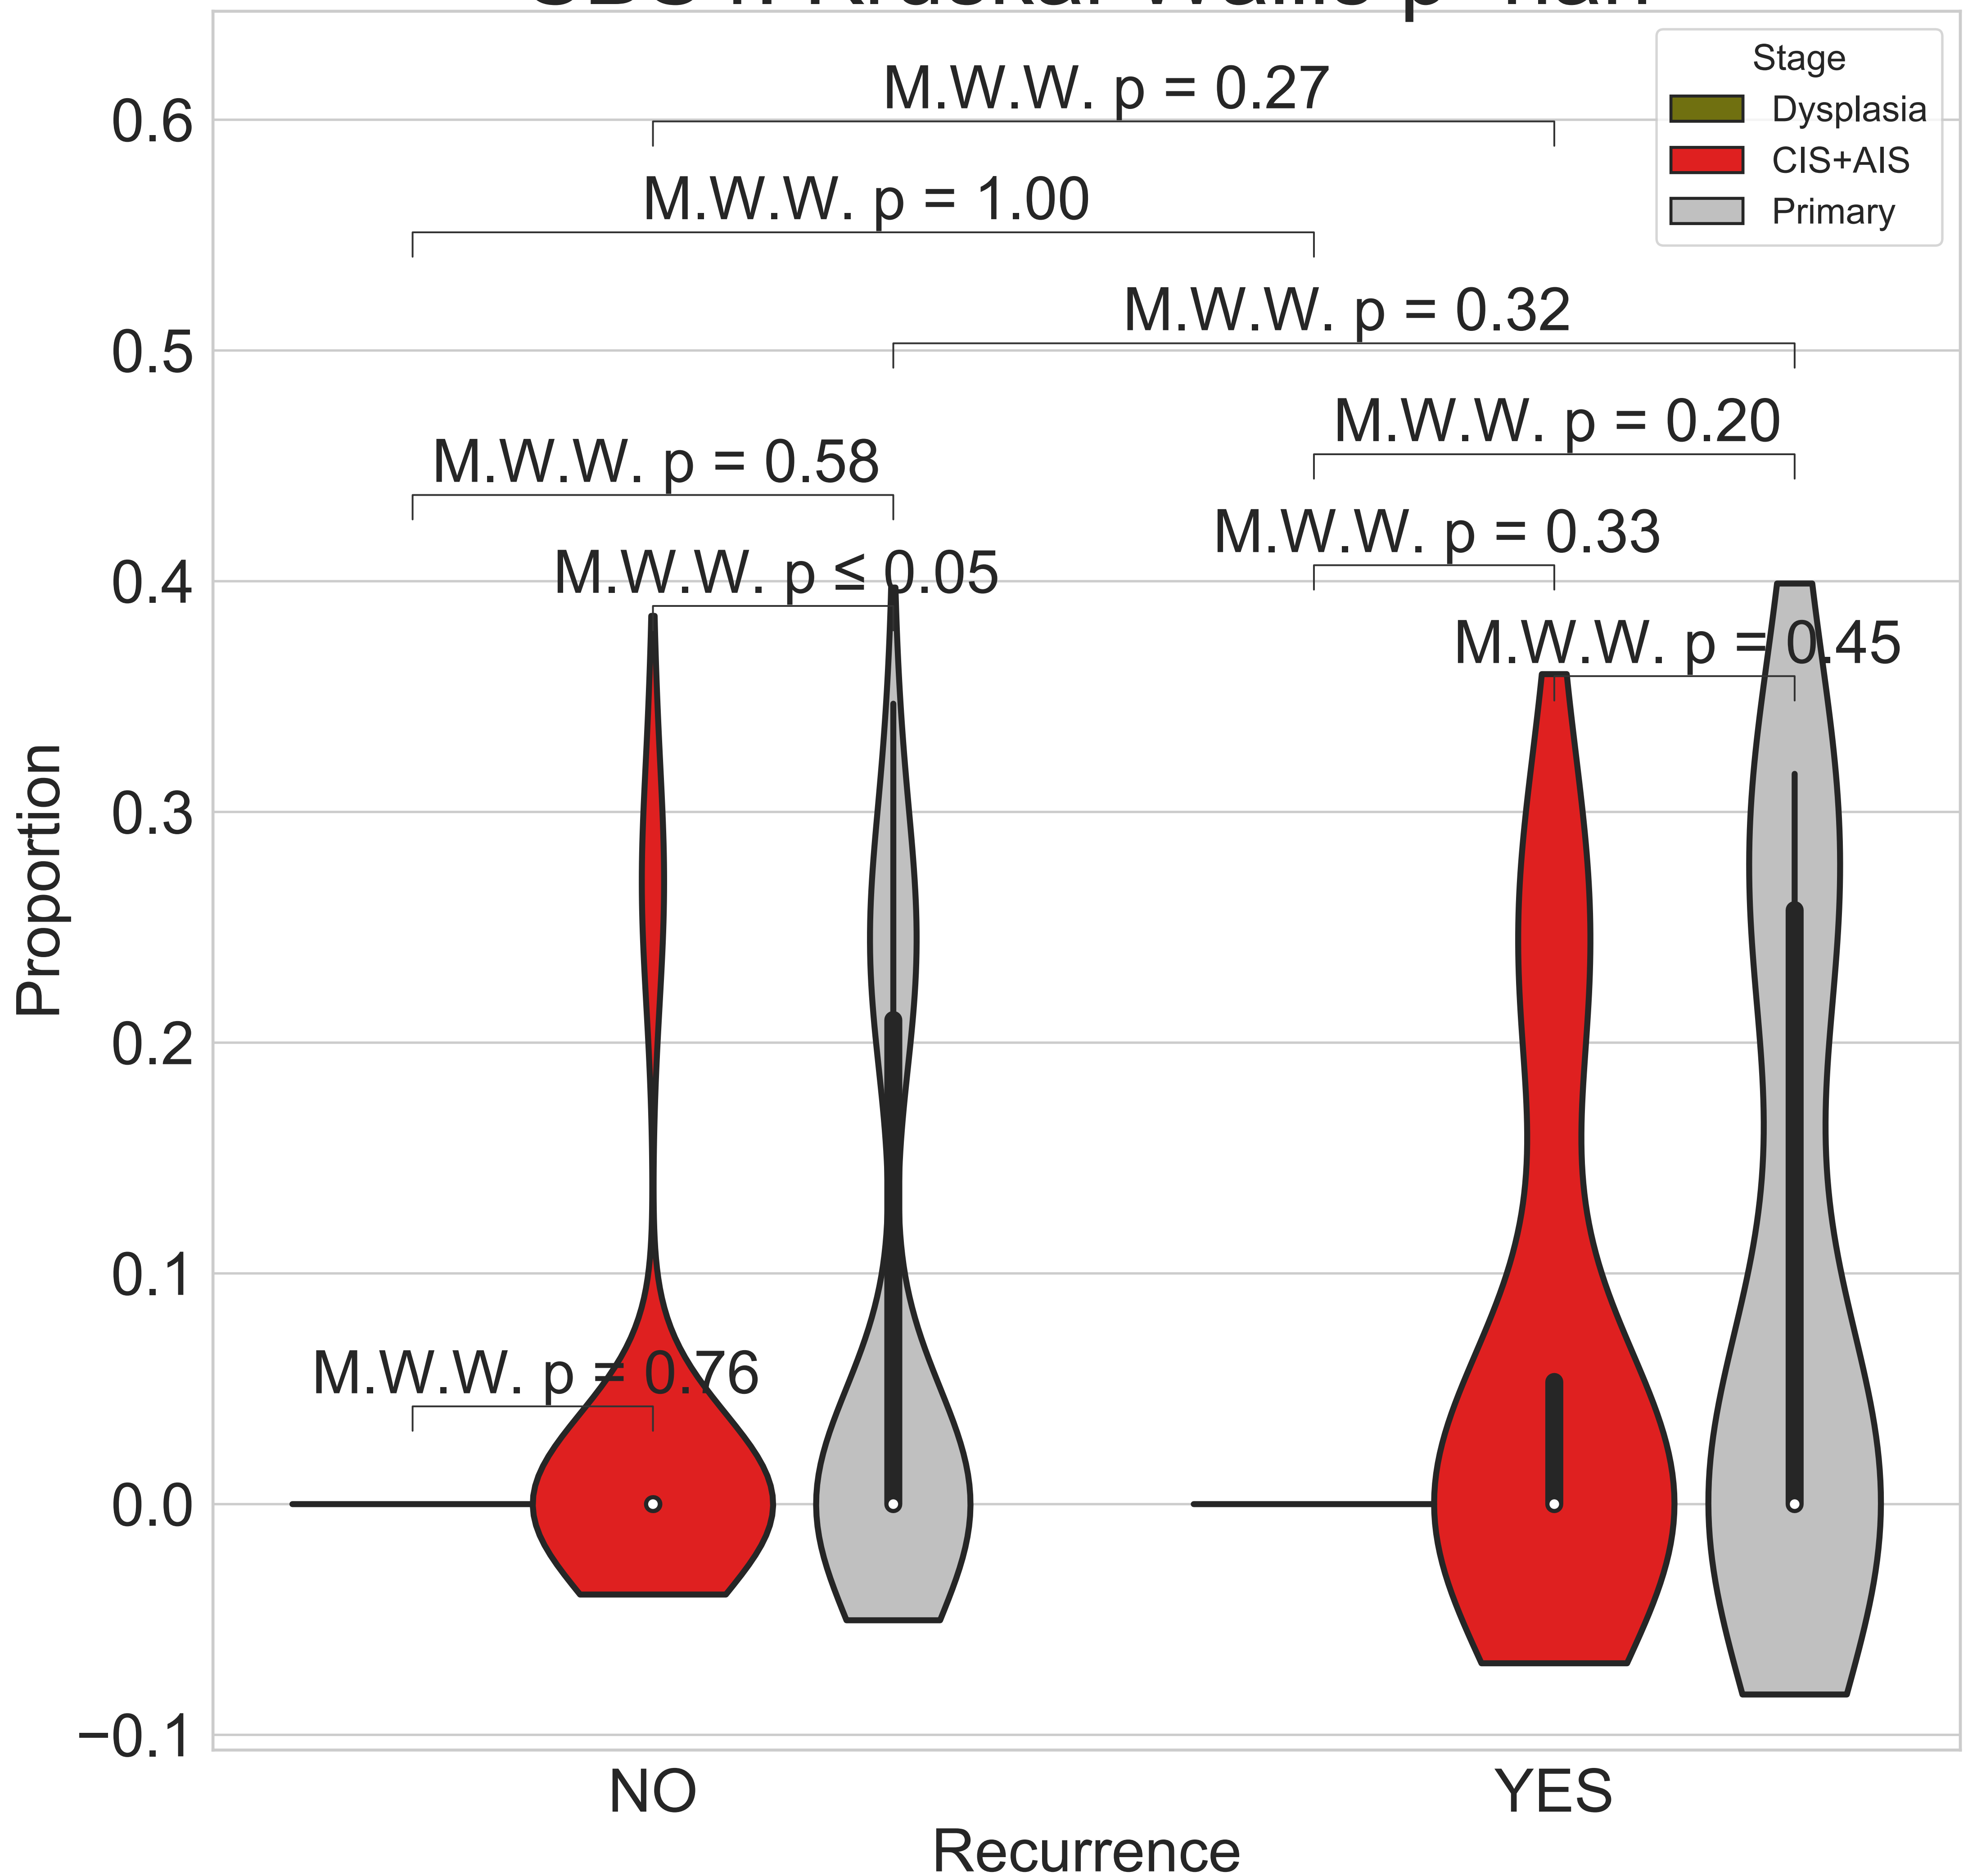 Stage
Dysplasia
CIS+AIS
Primary
M.W.W. p = 0.27
M.W.W. p = 1.00
M.W.W. p = 0.32
M.W.W. p = 0.20
M.W.W. p = 0.58
M.W.W. p = 0.33
M.W.W. p ≤ 0.05
M.W.W. p = 0.45
M.W.W. p = 0.76
0.6
0.5
0.4
0.3
0.2
0.1
0.0
−0.1
Proportion
NO
YES
Recurrence